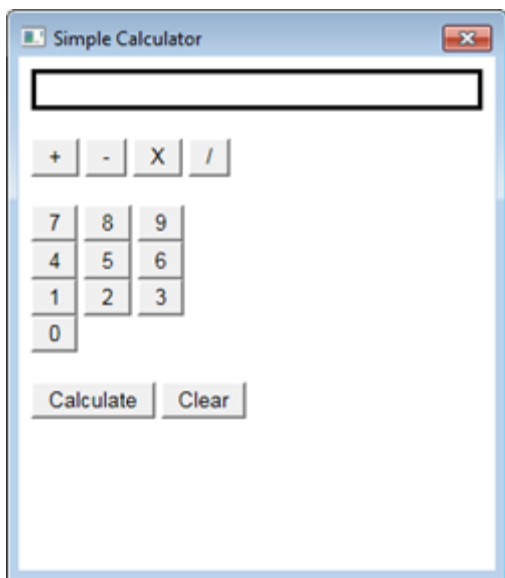 Simple Calculator
+ - X /
7 8 9
4 5 6
1 2 3
0
Calculate Clear